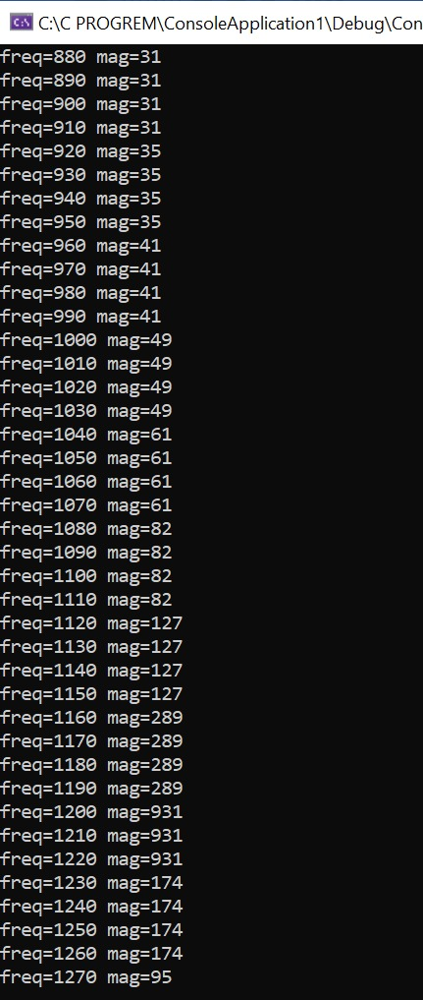 C:\C PROGREM\ConsoleApplication1\Debug\Con
freq=880 mag=31
freq=890 mag=31
freq=900 mag=31
freq=910 mag=31
freq=920 mag=35
freq=930 mag=35
freq=940 mag=35
freq=950 mag=35
freq=960 mag=41
freq=970 mag=41
freq=980 mag=41
freq=990 mag=41
freq=1000 mag=49
freq=1010 mag=49
freq=1020 mag=49
freq=1030 mag=49
freq=1040 mag=61
freq=1050 mag=61
freq=1060 mag=61
freq=1070 mag=61
freq=1080 mag=82
freq=1090 mag=82
freq=1100 mag=82
freq=1110 mag=82
freq=1120 mag=127
freq=1130 mag=127
freq=1140 mag=127
freq=1150 mag=127
freq=1160 mag=289
freq=1170 mag=289
freq=1180 mag=289
freq=1190 mag=289
freq=1200 mag=931
freq=1210 mag=931
freq=1220 mag=931
freq=1230 mag=174
freq=1240 mag=174
freq=1250 mag=174
freq=1260 mag=174
freq=1270 mag=95